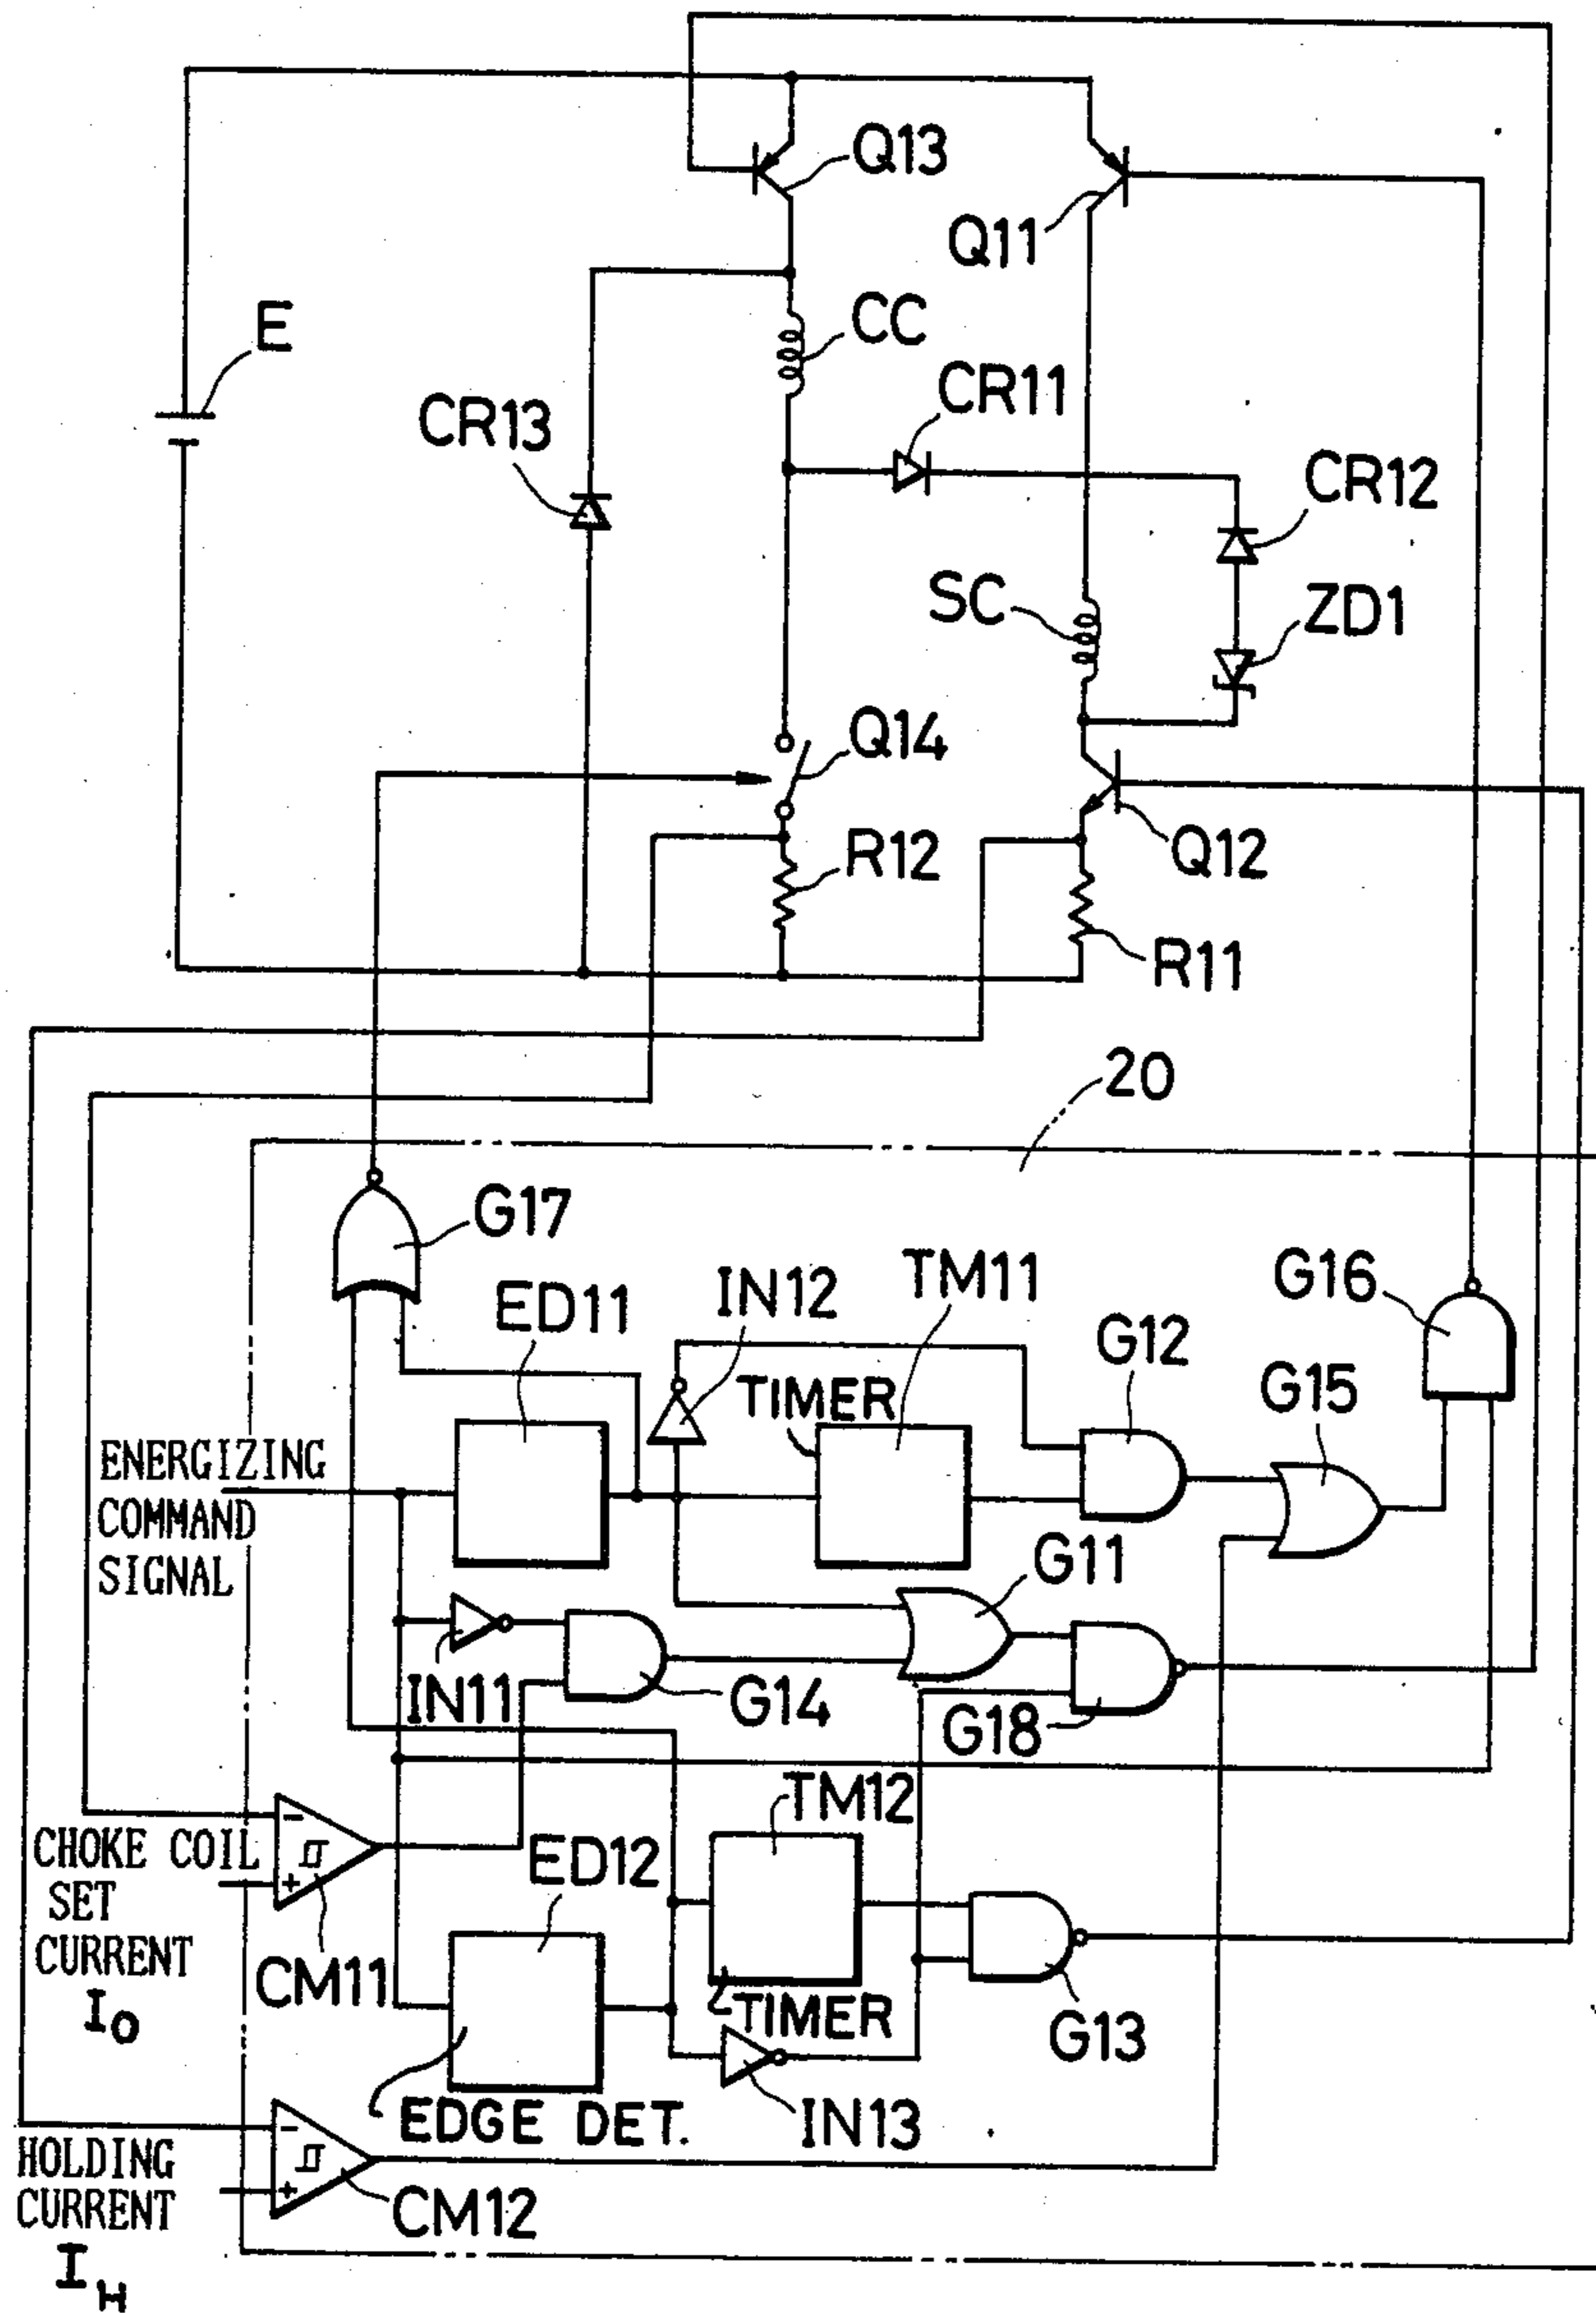 Q13
Q11
E
CC
CR13
CR11
CR12
SC
ZD1
Q14
R12
Q12
R11
20
G17
ED11
IN12
TM11
G16
G12
TIMER
G15
ENERGIZING
COMMAND
SIGNAL
G11
IN11
G14
G18
TM12
CHOKE COIL
SET
CURRENT
I0
-
+
CM11
ED12
TIMER
G13
EDGE DET.
IN13
HOLDING
CURRENT
IH
-
+
CM12